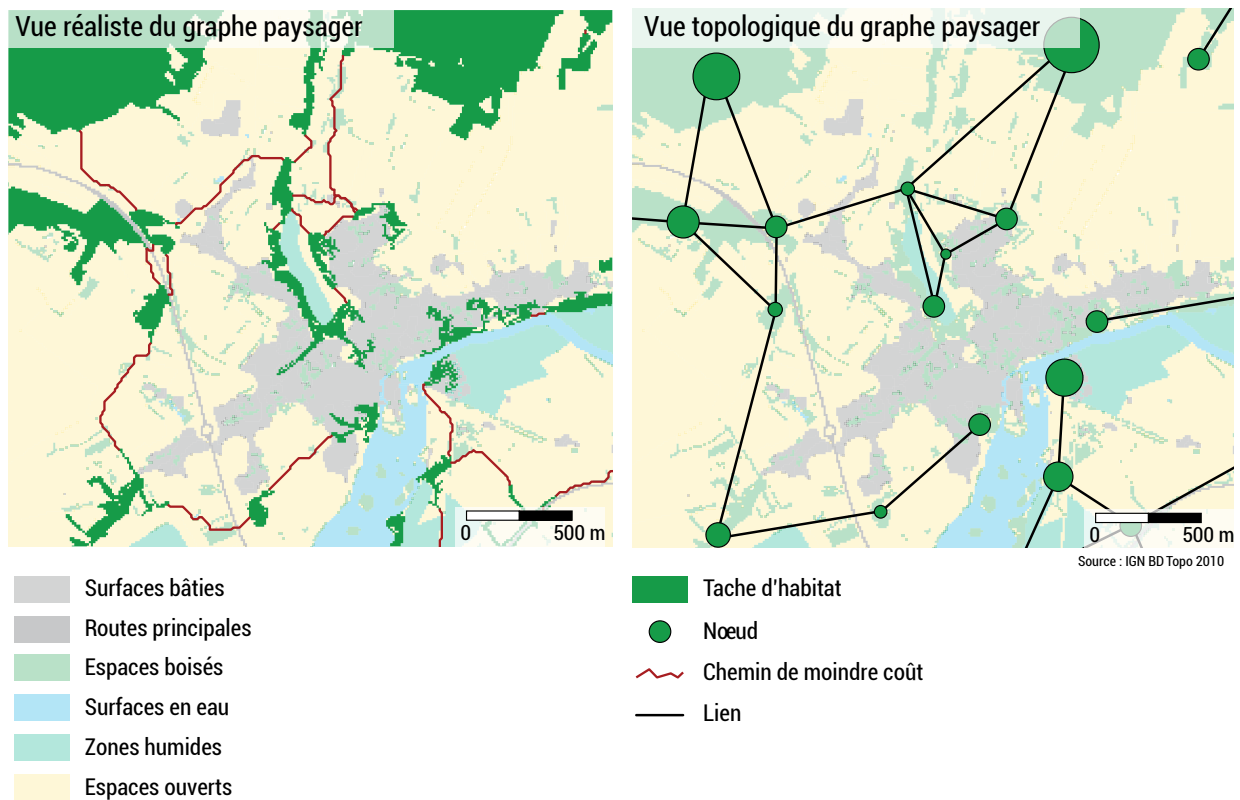 Vue réaliste du graphe paysager
Vue topologique du graphe paysager
0
500 m
0
500 m
Source : IGN BD Topo 2010
Surfaces bâties
Routes principales
Espaces boisés
Surfaces en eau
Zones humides
Espaces ouverts
Tache d'habitat
Nœud
Chemin de moindre coût
Lien